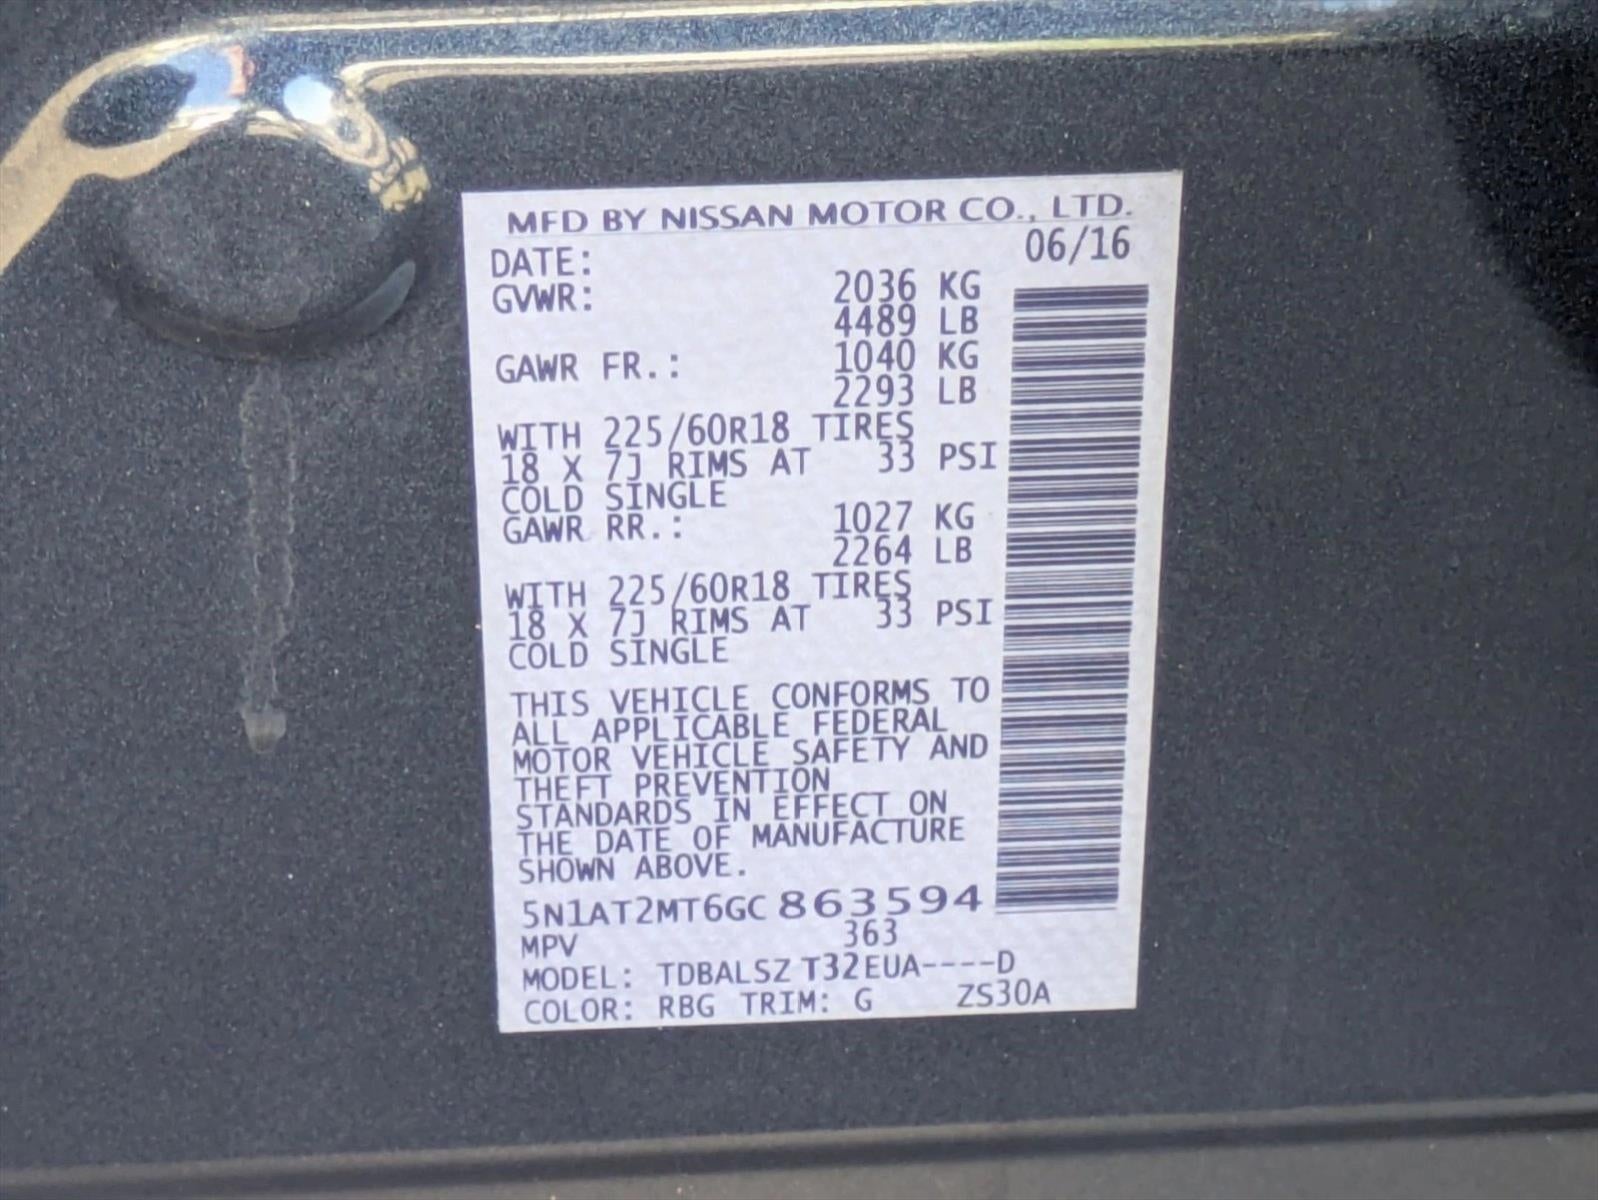 MFD BY NISSAN MOTOR CO., LTD.
DATE: 06/16
GVWR: 2036 KG
4489 LB
GAWR FR.: 1040 KG
2293 LB
WITH 225/60R18 TIRES
18 X 7J RIMS AT 33 PSI
COLD SINGLE
GAWR RR.: 1027 KG
2264 LB
WITH 225/60R18 TIRES
18 X 7J RIMS AT 33 PSI
COLD SINGLE
THIS VEHICLE CONFORMS TO
ALL APPLICABLE FEDERAL
MOTOR VEHICLE SAFETY AND
THEFT PREVENTION
STANDARDS IN EFFECT ON
THE DATE OF MANUFACTURE
SHOWN ABOVE.
5N1AT2MT6GC863594
MPV 363
MODEL: TDBALSZ T32EUA----D
COLOR: RBG TRIM: G ZS30A